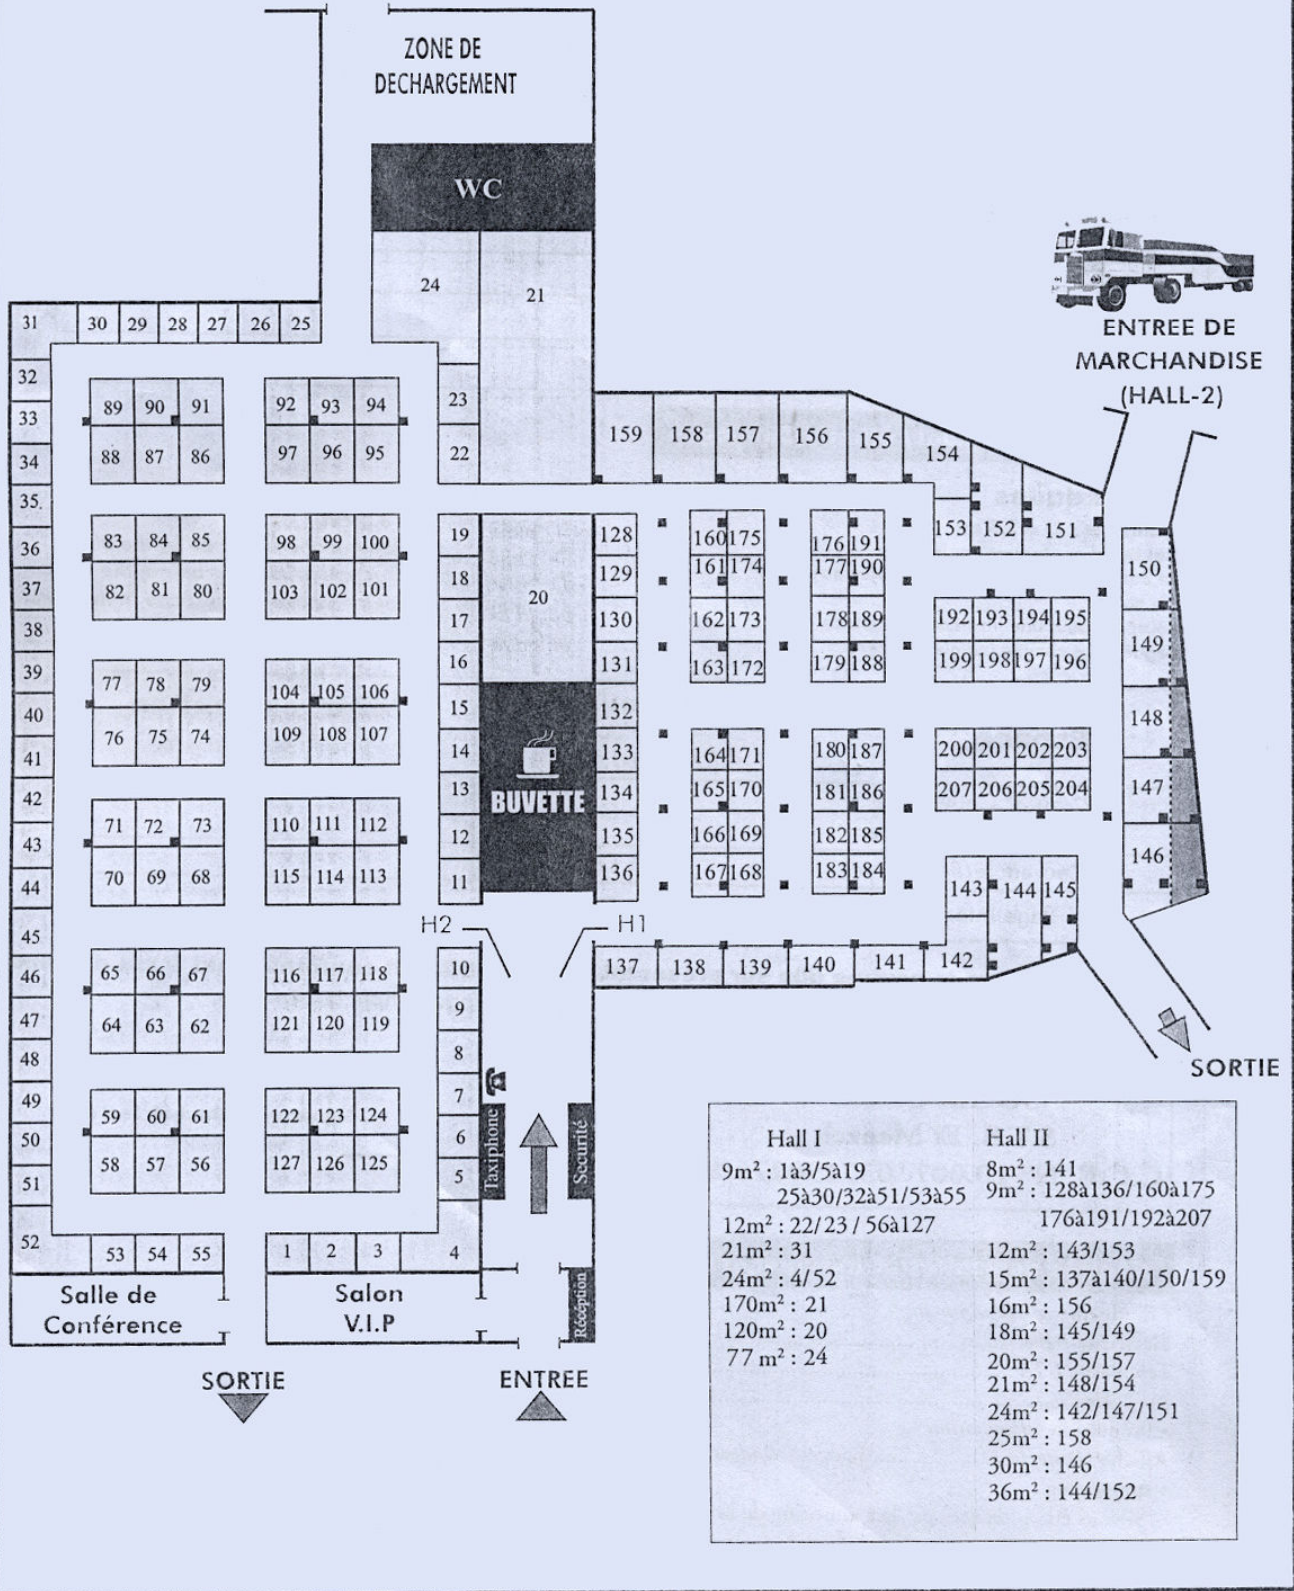 ZONE DE
DECHARGEMENT
WC
24
21
ENTREE DE
MARCHANDISE
(HALL-2)
31 30 29 28 27 26 25
32
33
34
35
36
37
38
39
40
41
42
43
44
45
46
47
48
49
50
51
52
89 90 91
88 87 86
92 93 94
97 96 95
83 84 85
82 81 80
98 99 100
103 102 101
77 78 79
76 75 74
104 105 106
109 108 107
71 72 73
70 69 68
110 111 112
115 114 113
65 66 67
64 63 62
116 117 118
121 120 119
59 60 61
58 57 56
122 123 124
127 126 125
53 54 55
1 2 3 4
23
22
19
18
17
16
15
14
13
12
11
20
BUVETTE
H2
H1
10
9
8
7
6
5
Taxiphone
Securité
Réception
159 158 157 156 155 154
153 152 151
128
129
130
131
132
133
134
135
136
160 175
161 174
162 173
163 172
176 191
177 190
178 189
179 188
164 171
165 170
166 169
167 168
180 187
181 186
182 185
183 184
192 193 194 195
199 198 197 196
200 201 202 203
207 206 205 204
150
149
148
147
146
143 144 145
137 138 139 140 141 142
SORTIE
Salle de
Conférence
Salon
V.I.P
SORTIE
ENTREE
Hall I
9m² : 1à3/5à19
25à30/32à51/53à55
12m² : 22/23 / 56à127
21m² : 31
24m² : 4/52
170m² : 21
120m² : 20
77 m² : 24
Hall II
8m² : 141
9m² : 128à136/160à175
176à191/192à207
12m² : 143/153
15m² : 137à140/150/159
16m² : 156
18m² : 145/149
20m² : 155/157
21m² : 148/154
24m² : 142/147/151
25m² : 158
30m² : 146
36m² : 144/152